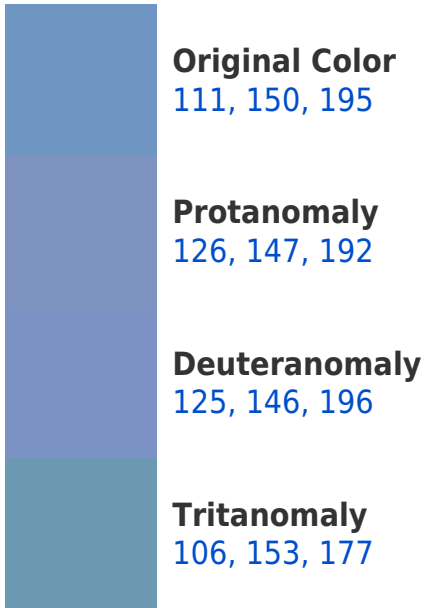 Original Color
111, 150, 195
Protanomaly
126, 147, 192
Deuteranomaly
125, 146, 196
Tritanomaly
106, 153, 177